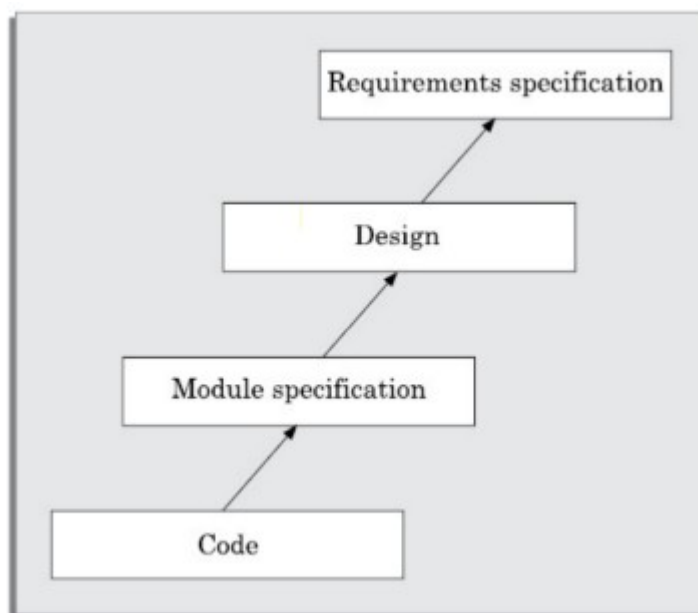 Requirements specification
Design
Module specification
Code